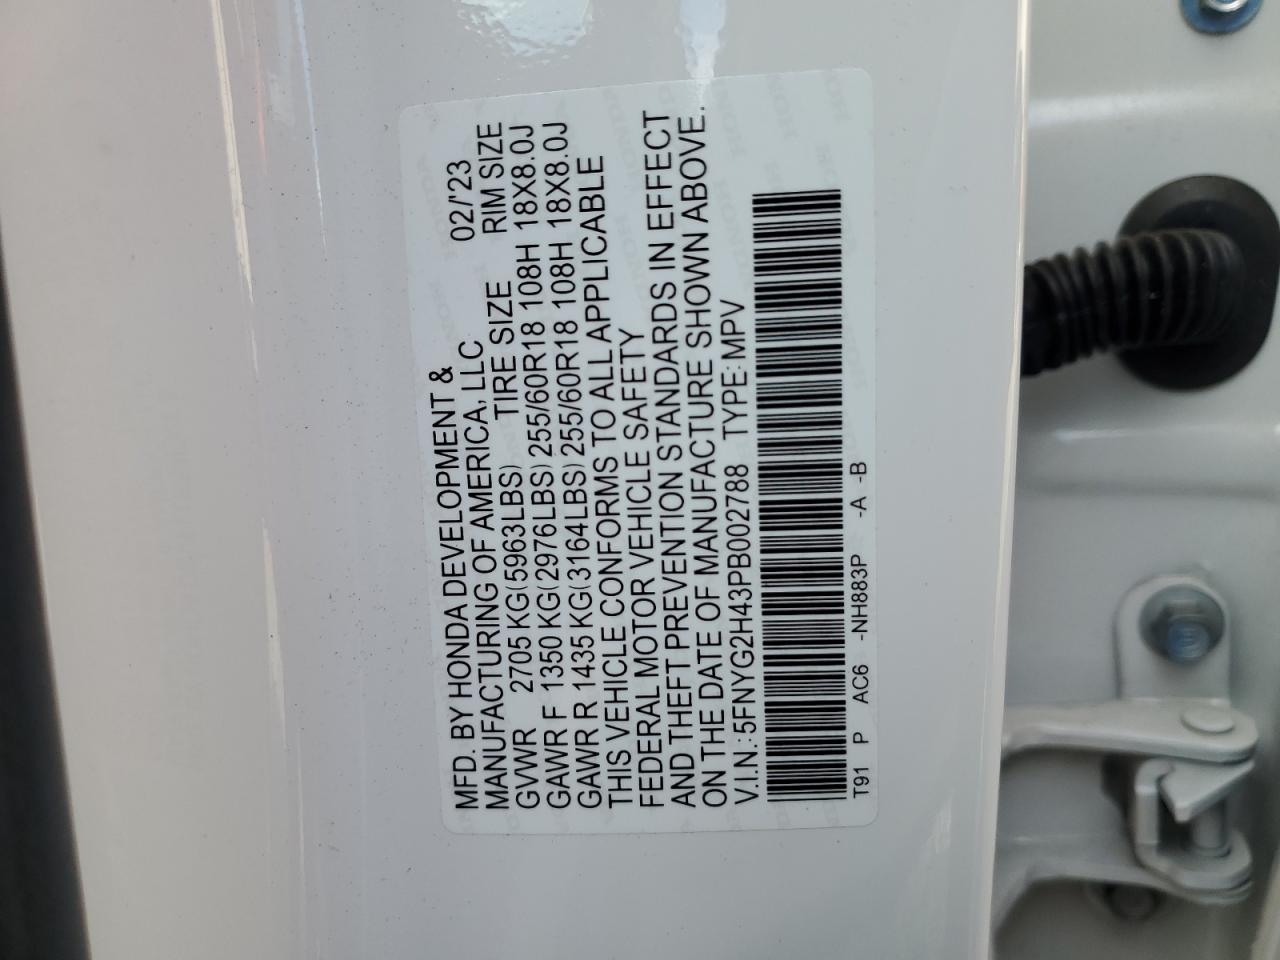 MFD. BY HONDA DEVELOPMENT &
MANUFACTURING OF AMERICA, LLC 02/'23
GVWR 2705 KG(5963LBS) TIRE SIZE RIM SIZE
GAWR F 1350 KG(2976LBS) 255/60R18 108H 18X8.0J
GAWR R 1435 KG(3164LBS) 255/60R18 108H 18X8.0J
THIS VEHICLE CONFORMS TO ALL APPLICABLE
FEDERAL MOTOR VEHICLE SAFETY
AND THEFT PREVENTION STANDARDS IN EFFECT
ON THE DATE OF MANUFACTURE SHOWN ABOVE.
V.I.N.:5FNYG2H43PB002788 TYPE:MPV
T91 P AC6 -NH883P -A -B